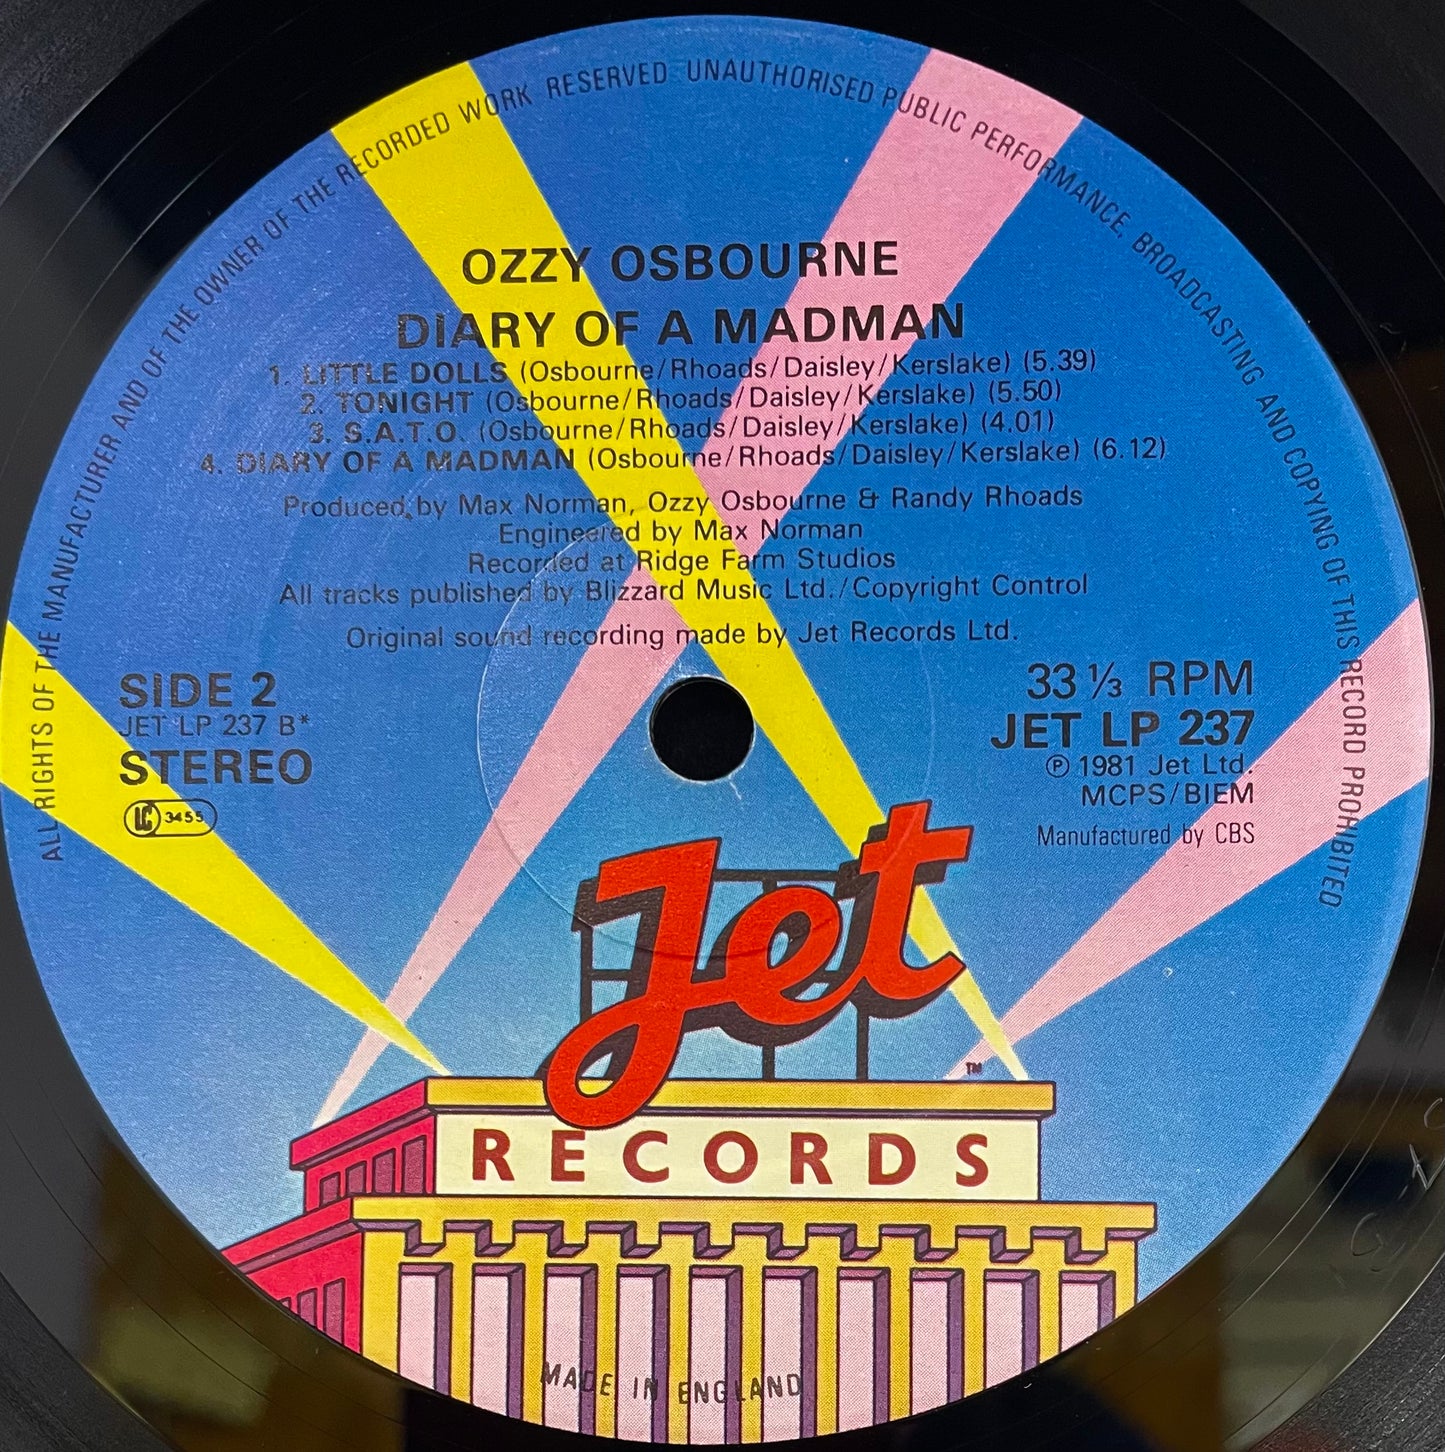 ALL RIGHTS OF THE MANUFACTURER AND OF THE OWNER OF THE RECORDED WORK RESERVED UNAUTHORISED PUBLIC PERFORMANCE, BROADCASTING AND COPYING OF THIS RECORD PROHIBITED
OZZY OSBOURNE
DIARY OF A MADMAN
1. LITTLE DOLLS (Osbourne/Rhoads/Daisley/Kerslake) (5.39)
2. TONIGHT (Osbourne/Rhoads/Daisley/Kerslake) (5.50)
3. S.A.T.O. (Osbourne/Rhoads/Daisley/Kerslake) (4.01)
4. DIARY OF A MADMAN (Osbourne/Rhoads/Daisley/Kerslake) (6.12)
Produced by Max Norman, Ozzy Osbourne & Randy Rhoads
Engineered by Max Norman
Recorded at Ridge Farm Studios
All tracks published by Blizzard Music Ltd./Copyright Control
Original sound recording made by Jet Records Ltd.
SIDE 2
JET LP 237 B*
STEREO
LC 3455
33 ⅓ RPM
JET LP 237
℗ 1981 Jet Ltd.
MCPS/BIEM
Manufactured by CBS
Jet
TM
RECORDS
MADE IN ENGLAND